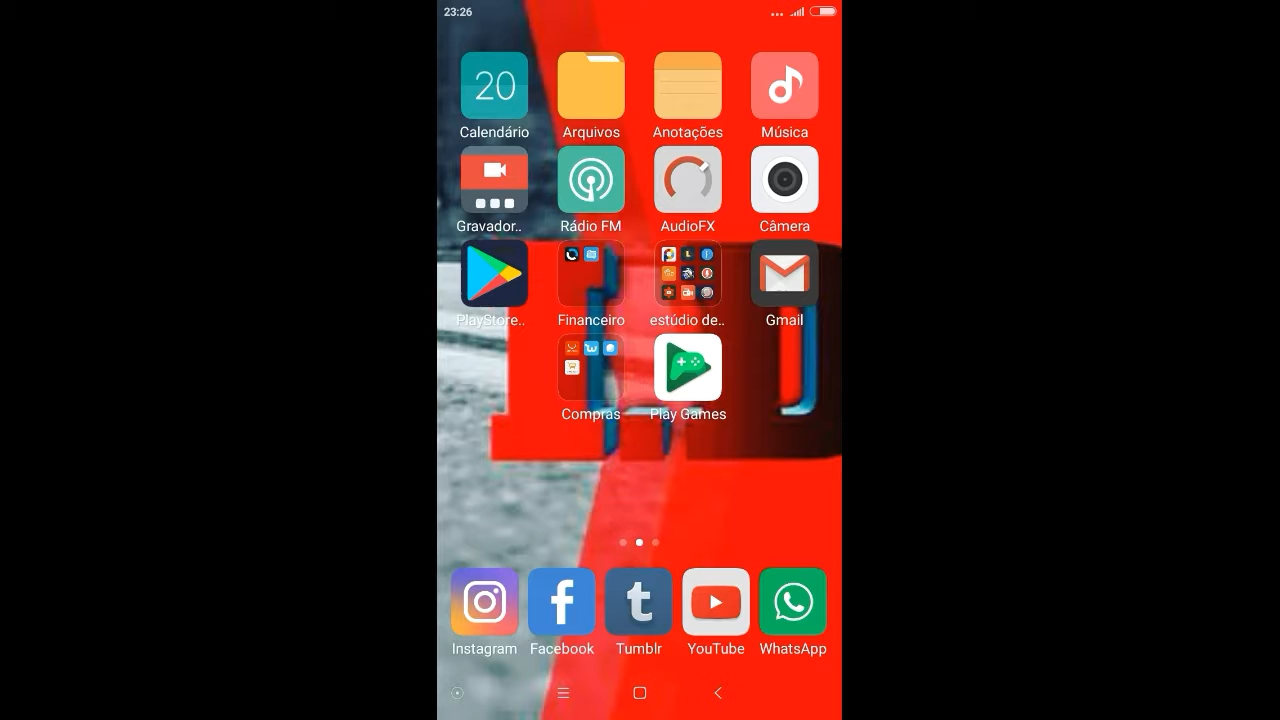 23:26
20
Calendário Arquivos Anotações Música
Gravador.. Rádio FM AudioFX Câmera
PlayStore.. Financeiro estúdio de.. Gmail
Compras Play Games
Instagram Facebook Tumblr YouTube WhatsApp